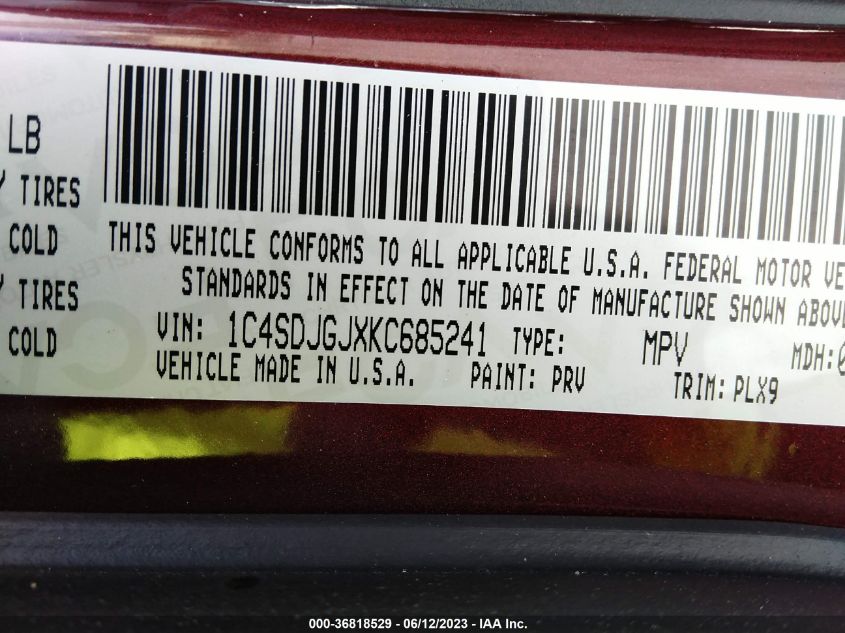 LB
TIRES
COLD
TIRES
COLD
THIS VEHICLE CONFORMS TO ALL APPLICABLE U.S.A. FEDERAL MOTOR VE
STANDARDS IN EFFECT ON THE DATE OF MANUFACTURE SHOWN ABOVE
VIN: 1C4SDJGJXKC685241 TYPE: MPV MDH:0
VEHICLE MADE IN U.S.A. PAINT: PRV TRIM: PLX9
000-36818529 - 06/12/2023 - IAA Inc.